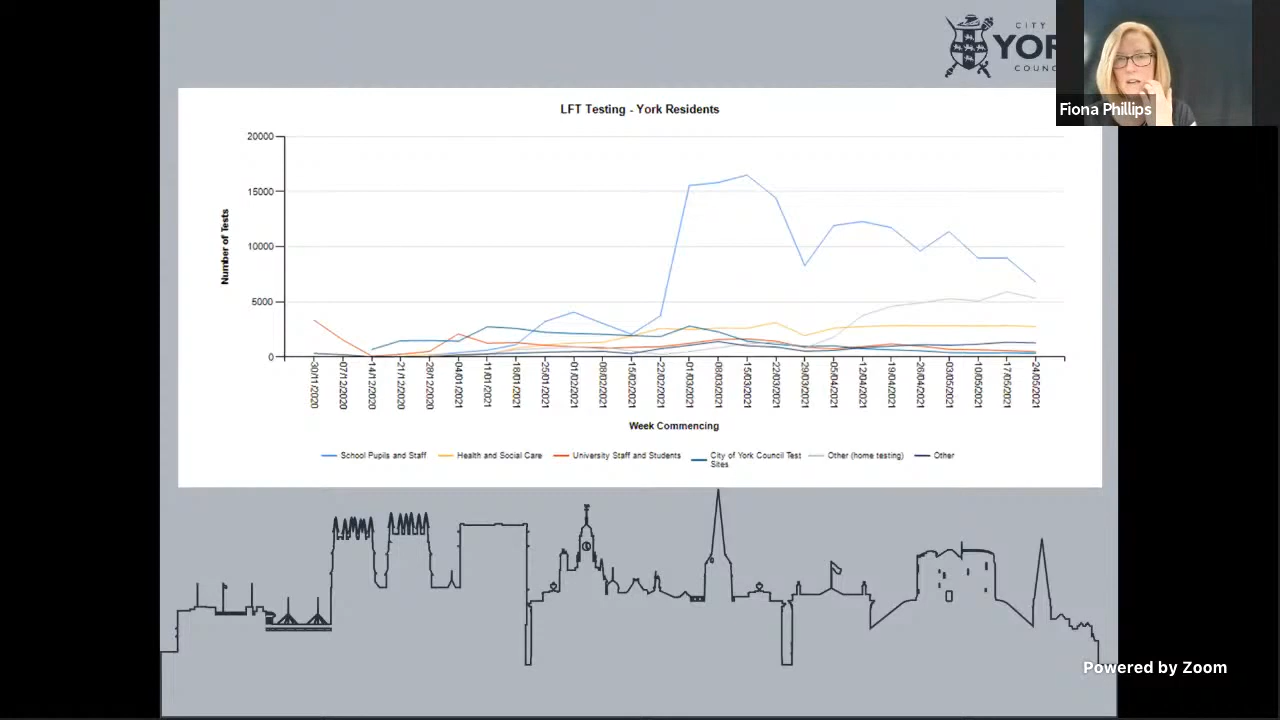 CITY
YOR
COUNC
Fiona Phillips
LFT Testing - York Residents
20000
15000
10000
5000
0
Number of Tests
30/11/2020
07/12/2020
14/12/2020
21/12/2020
28/12/2020
04/01/2021
11/01/2021
18/01/2021
25/01/2021
01/02/2021
08/02/2021
15/02/2021
22/02/2021
01/03/2021
08/03/2021
15/03/2021
22/03/2021
29/03/2021
05/04/2021
12/04/2021
19/04/2021
26/04/2021
03/05/2021
10/05/2021
17/05/2021
24/05/2021
Week Commencing
School Pupils and Staff
Health and Social Care
University Staff and Students
City of York Council Test
Sites
Other (home testing)
Other
Powered by Zoom